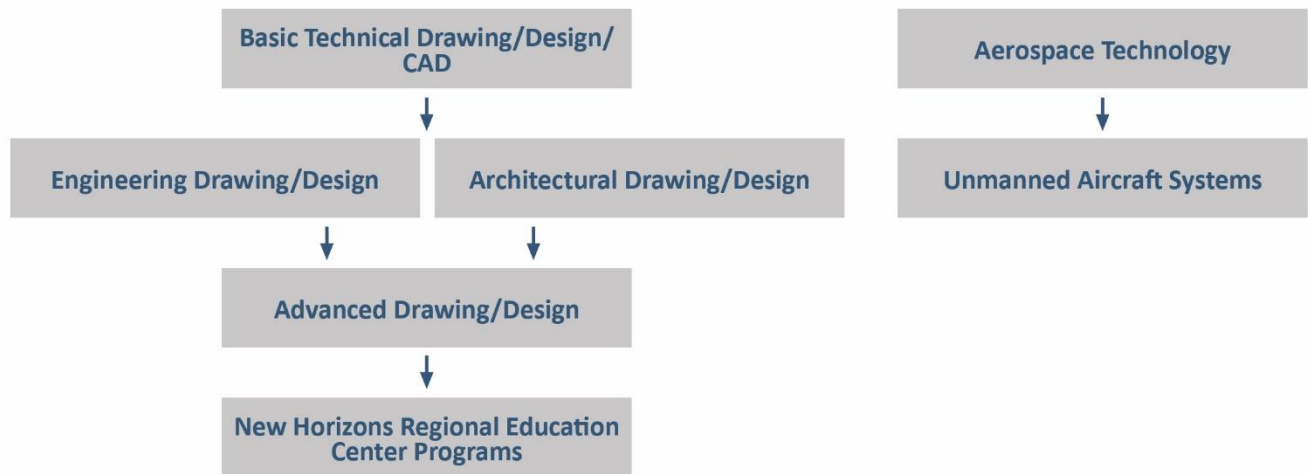 Basic Technical Drawing/Design/
CAD
Aerospace Technology
Engineering Drawing/Design
Architectural Drawing/Design
Unmanned Aircraft Systems
Advanced Drawing/Design
New Horizons Regional Education
Center Programs